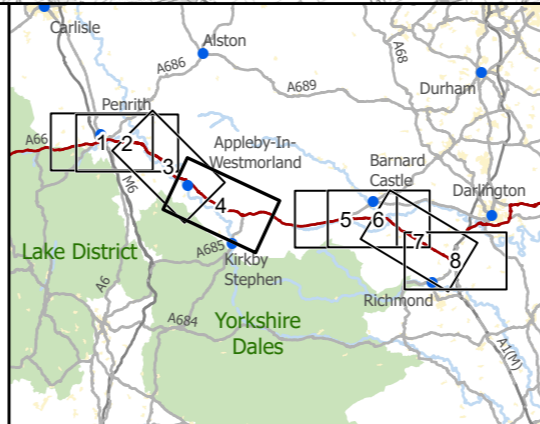 Carlisle
Alston
A686
A689
A68
Durham
Penrith
A66
1
2
3
Appleby-In-
Westmorland
Barnard
Castle
Darlington
M6
4
5
6
7
8
Lake District
A685
Kirkby
Stephen
A6
Richmond
A684
Yorkshire
Dales
A1(M)